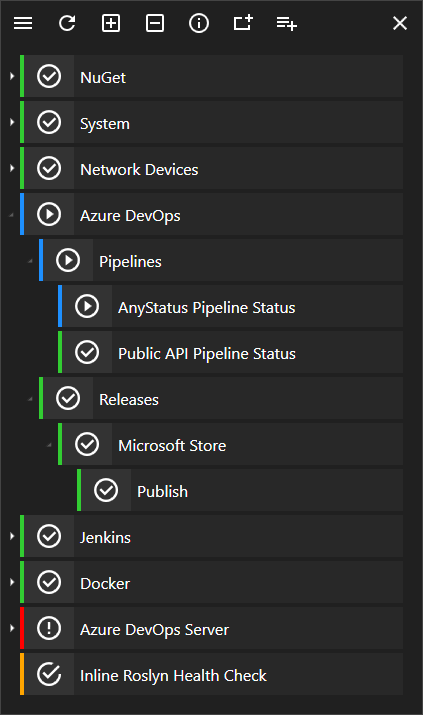 NuGet
System
Network Devices
Azure DevOps
Pipelines
AnyStatus Pipeline Status
Public API Pipeline Status
Releases
Microsoft Store
Publish
Jenkins
Docker
Azure DevOps Server
Inline Roslyn Health Check